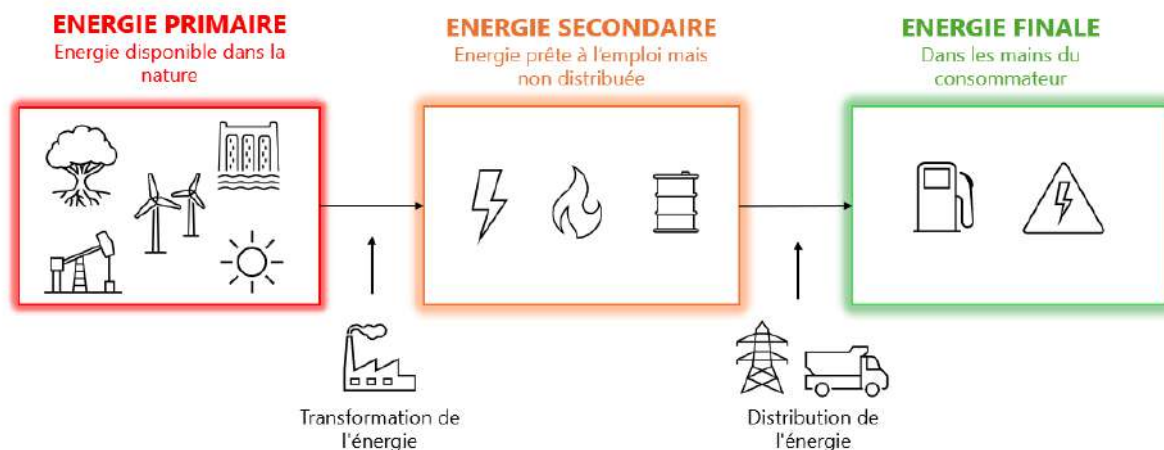 ENERGIE PRIMAIRE
Energie disponible dans la
nature
ENERGIE SECONDAIRE
Energie prête à l'emploi mais
non distribuée
ENERGIE FINALE
Dans les mains du
consommateur
Transformation de
l'énergie
Distribution de
l'énergie